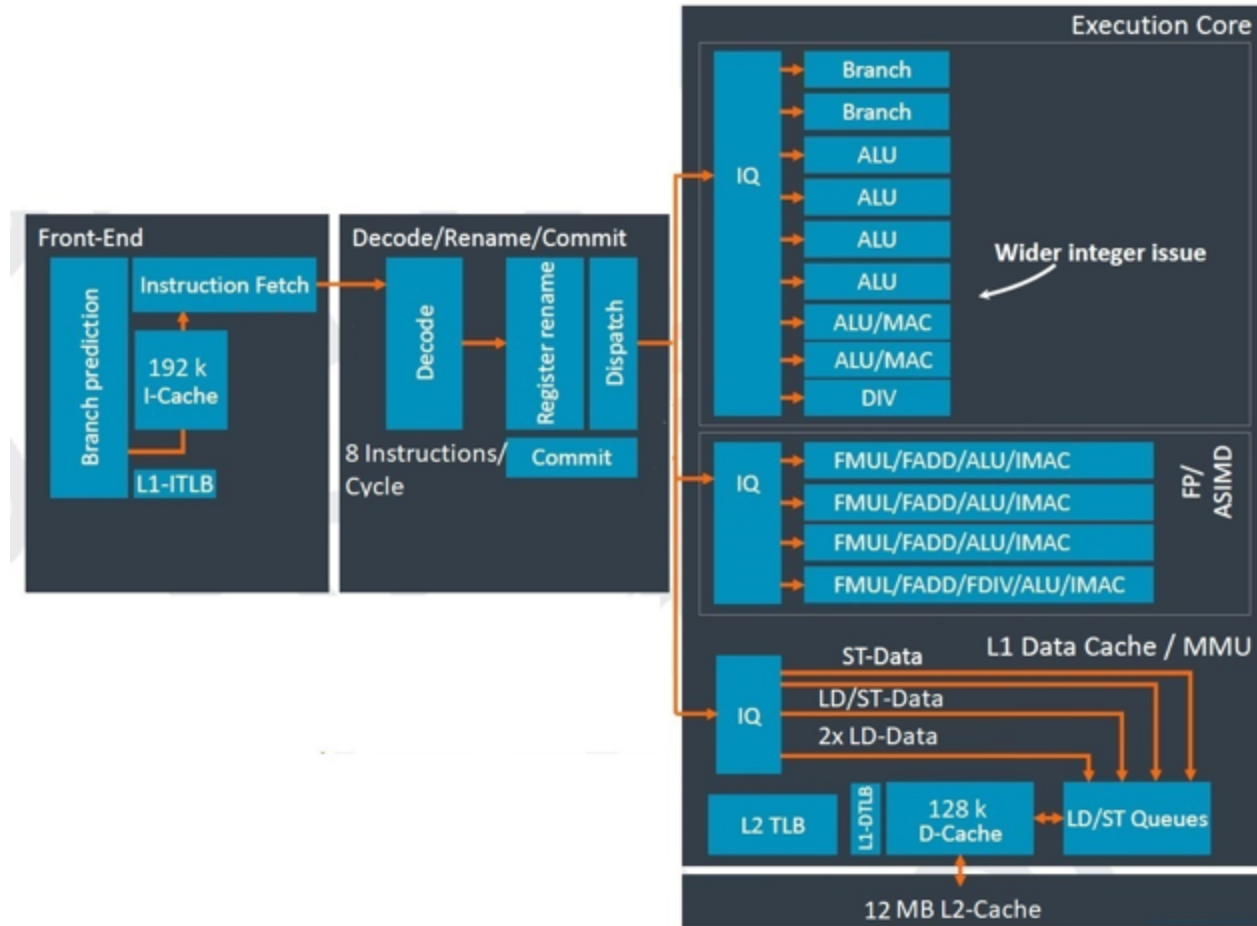 Execution Core
IQ
Branch
Branch
ALU
ALU
ALU
ALU
ALU/MAC
ALU/MAC
DIV
Wider integer issue
Front-End
Branch prediction
Instruction Fetch
192 k
I-Cache
L1-ITLB
Decode/Rename/Commit
Decode
Register rename
Dispatch
8 Instructions/
Cycle
Commit
IQ
FMUL/FADD/ALU/IMAC
FMUL/FADD/ALU/IMAC
FMUL/FADD/ALU/IMAC
FMUL/FADD/FDIV/ALU/IMAC
FP/
ASIMD
L1 Data Cache / MMU
IQ
ST-Data
LD/ST-Data
2x LD-Data
L2 TLB
L1-DTLB
128 k
D-Cache
LD/ST Queues
12 MB L2-Cache